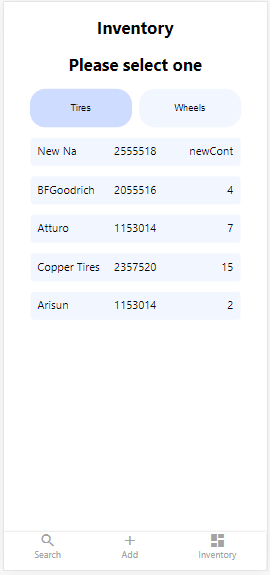 Inventory
Please select one
Tires Wheels
New Na 2555518 newCont
BFGoodrich 2055516 4
Atturo 1153014 7
Copper Tires 2357520 15
Arisun 1153014 2
Search Add Inventory